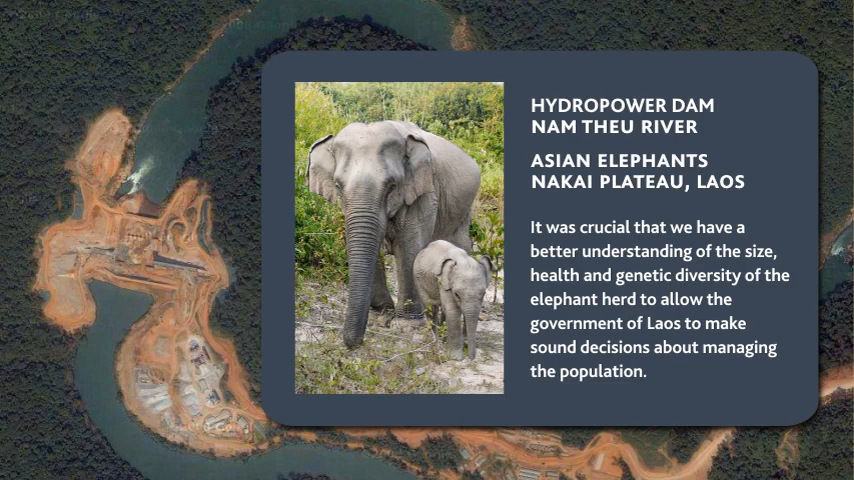 HYDROPOWER DAM
NAM THEU RIVER
ASIAN ELEPHANTS
NAKAI PLATEAU, LAOS
It was crucial that we have a
better understanding of the size,
health and genetic diversity of the
elephant herd to allow the
government of Laos to make
sound decisions about managing
the population.